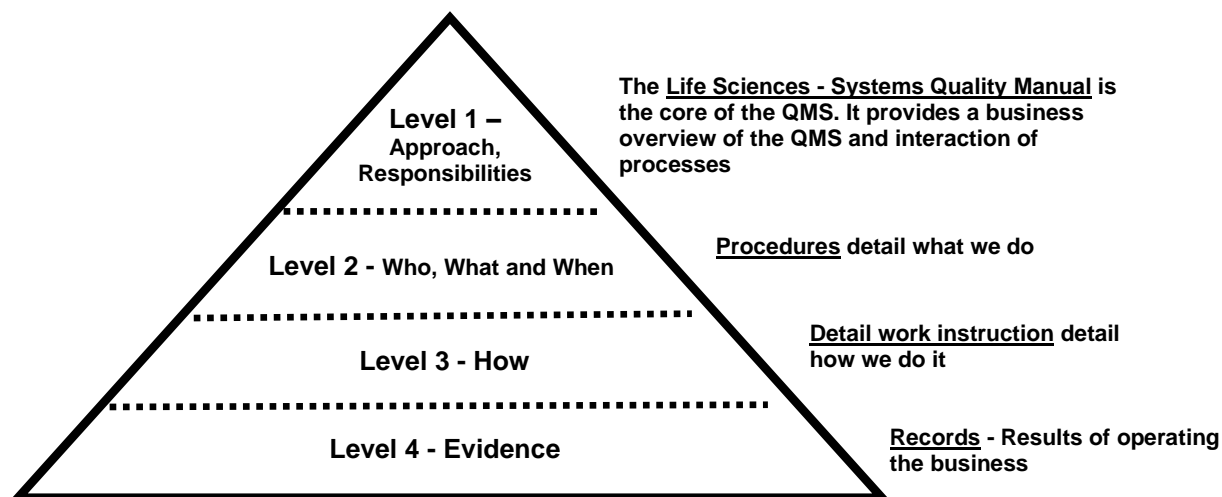 Level 1 –
Approach,
Responsibilities
The Life Sciences - Systems Quality Manual is
the core of the QMS. It provides a business
overview of the QMS and interaction of
processes
Level 2 - Who, What and When
Procedures detail what we do
Level 3 - How
Detail work instruction detail
how we do it
Level 4 - Evidence
Records - Results of operating
the business